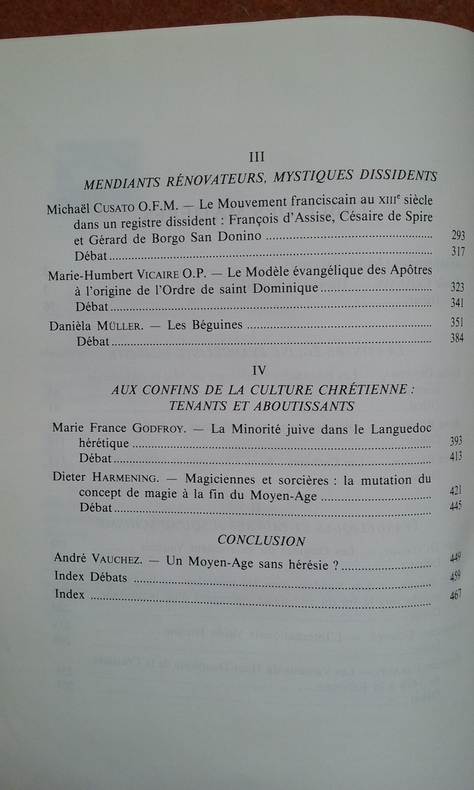 III
MENDIANTS RÉNOVATEURS, MYSTIQUES DISSIDENTS
Michaël CUSATO O.F.M. — Le Mouvement franciscain au XIIIe siècle
dans un registre dissident : François d'Assise, Césaire de Spire
et Gérard de Borgo San Donino ........ 293
Débat ........ 317
Marie-Humbert VICAIRE O.P. — Le Modèle évangélique des Apôtres
à l'origine de l'Ordre de saint Dominique ........ 323
Débat ........ 341
Danièla MÜLLER. — Les Béguines ........ 351
Débat ........ 384
IV
AUX CONFINS DE LA CULTURE CHRÉTIENNE :
TENANTS ET ABOUTISSANTS
Marie France GODFROY. — La Minorité juive dans le Languedoc
hérétique ........ 393
Débat ........ 413
Dieter HARMENING. — Magiciennes et sorcières : la mutation du
concept de magie à la fin du Moyen-Age ........ 421
Débat ........ 445
CONCLUSION
André VAUCHEZ. — Un Moyen-Age sans hérésie ? ........ 449
Index Débats ........ 459
Index ........ 467